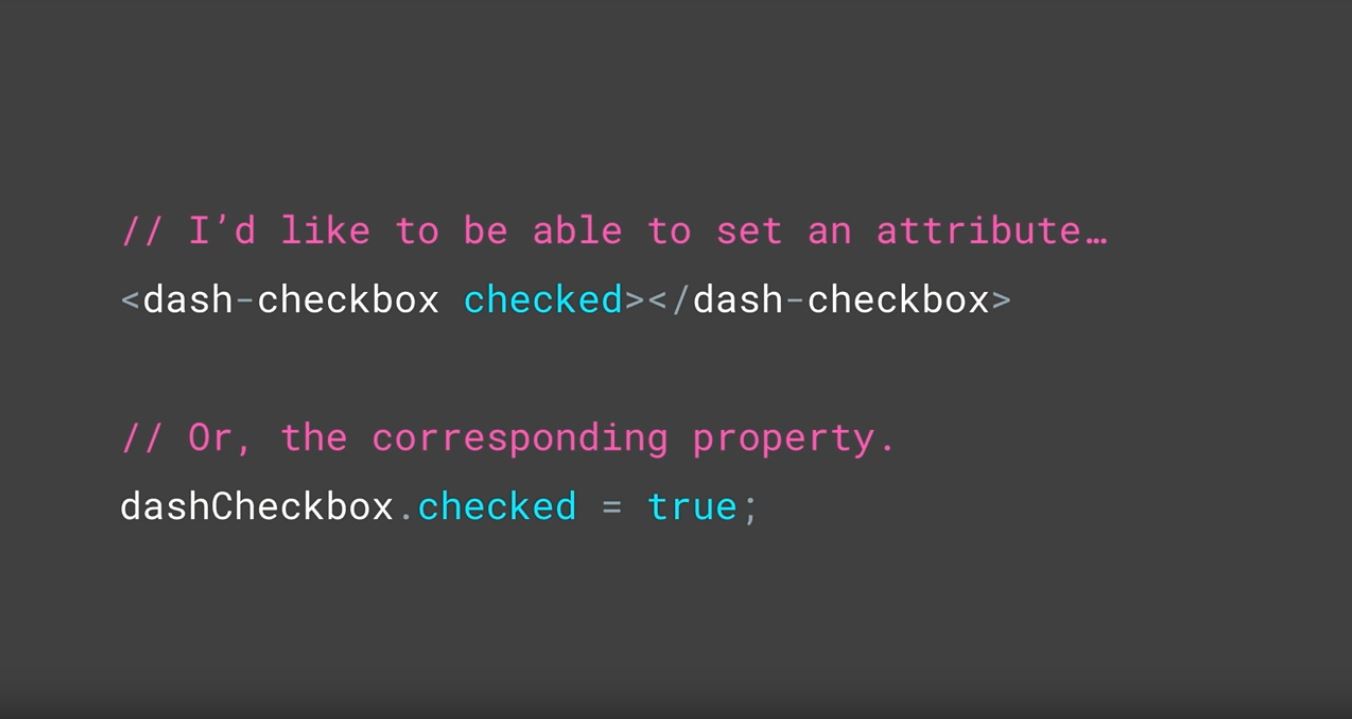 // I’d like to be able to set an attribute…
<dash-checkbox checked></dash-checkbox>
// Or, the corresponding property.
dashCheckbox.checked = true;